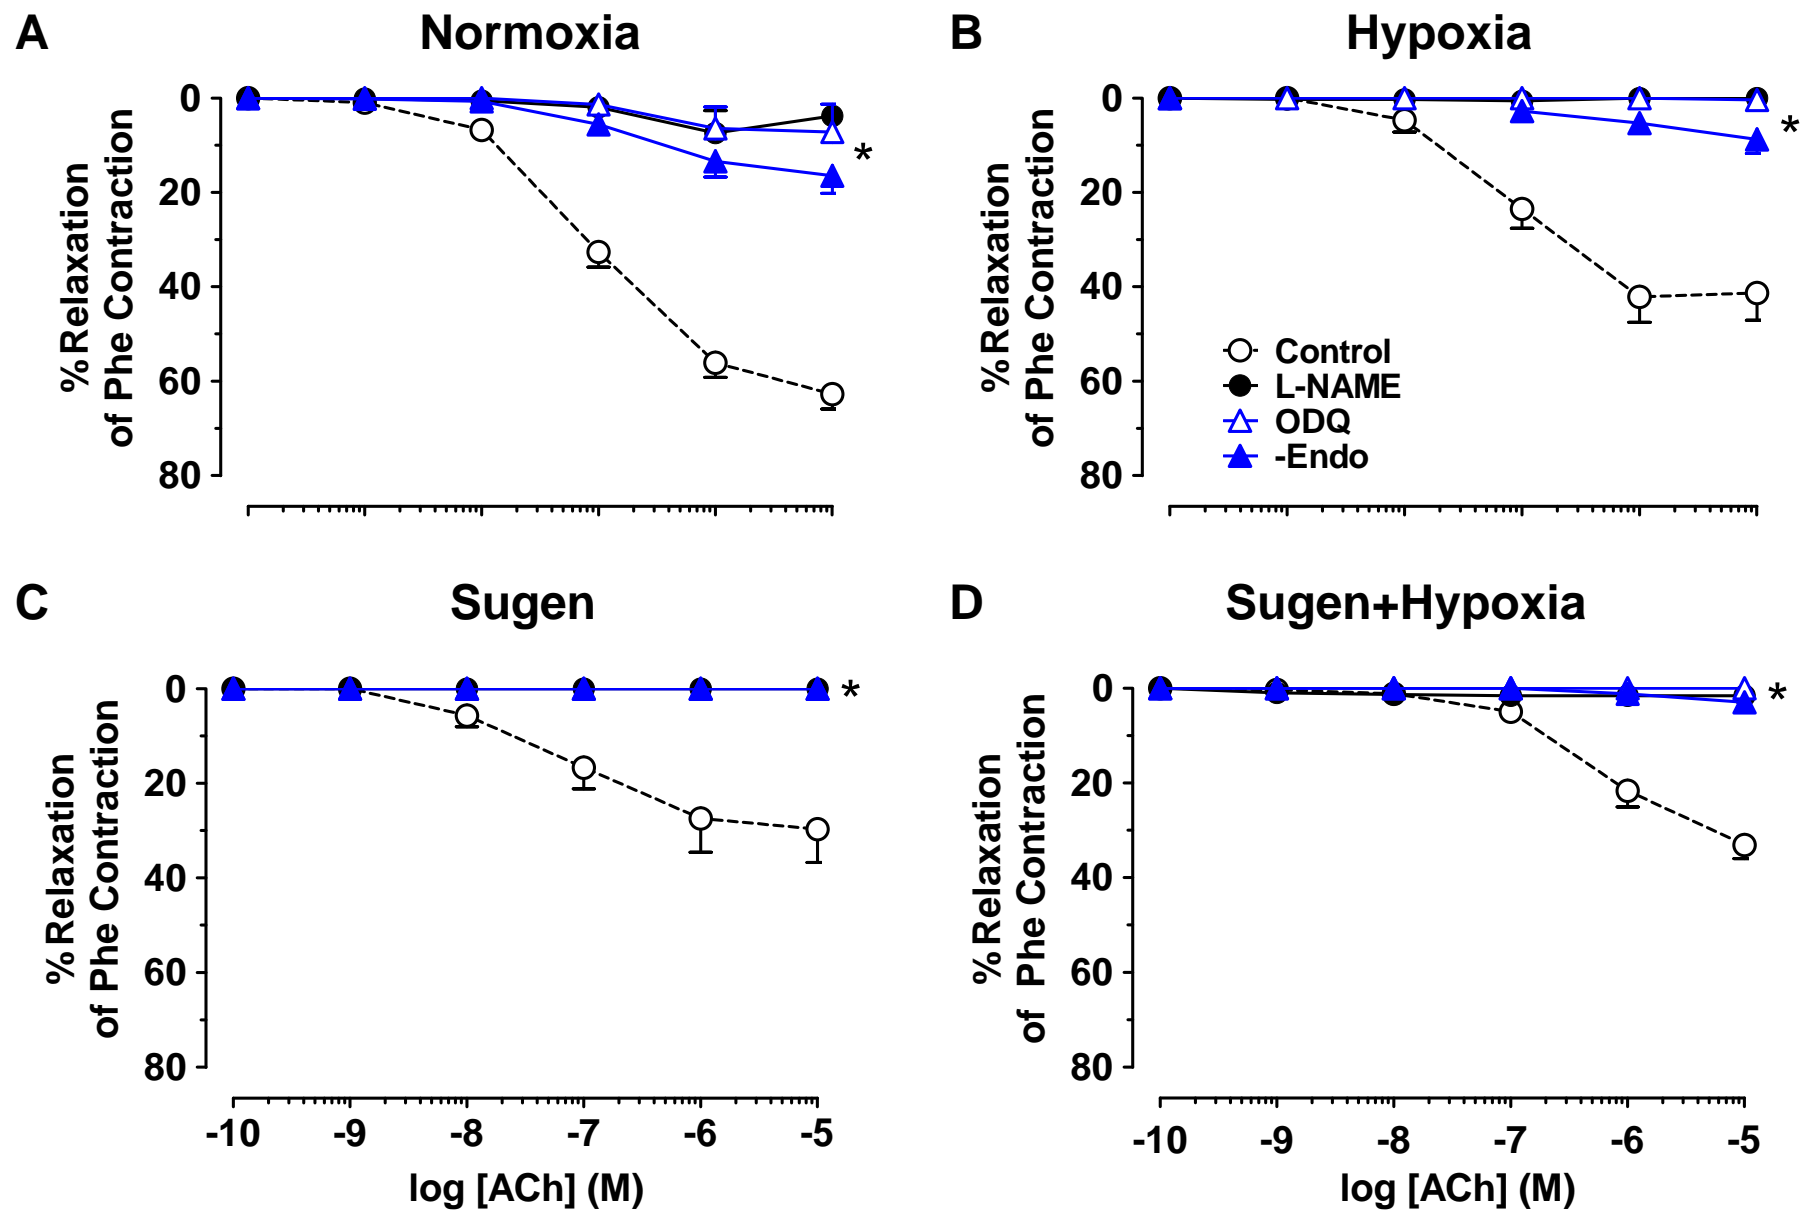 A
Normoxia
0
20
40
60
80
%Relaxation
of Phe Contraction
*
B
Hypoxia
0
20
40
60
80
%Relaxation
of Phe Contraction
*
Control
L-NAME
ODQ
-Endo
C
Sugen
0
20
40
60
80
%Relaxation
of Phe Contraction
*
-10 -9 -8 -7 -6 -5
log [ACh] (M)
D
Sugen+Hypoxia
0
20
40
60
80
%Relaxation
of Phe Contraction
*
-10 -9 -8 -7 -6 -5
log [ACh] (M)